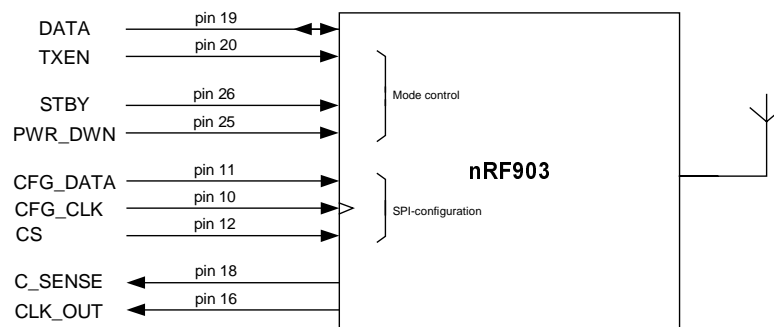 DATA pin 19
TXEN pin 20
STBY pin 26
Mode control
PWR_DWN pin 25
CFG_DATA pin 11
nRF903
CFG_CLK pin 10
SPI-configuration
CS pin 12
C_SENSE pin 18
CLK_OUT pin 16